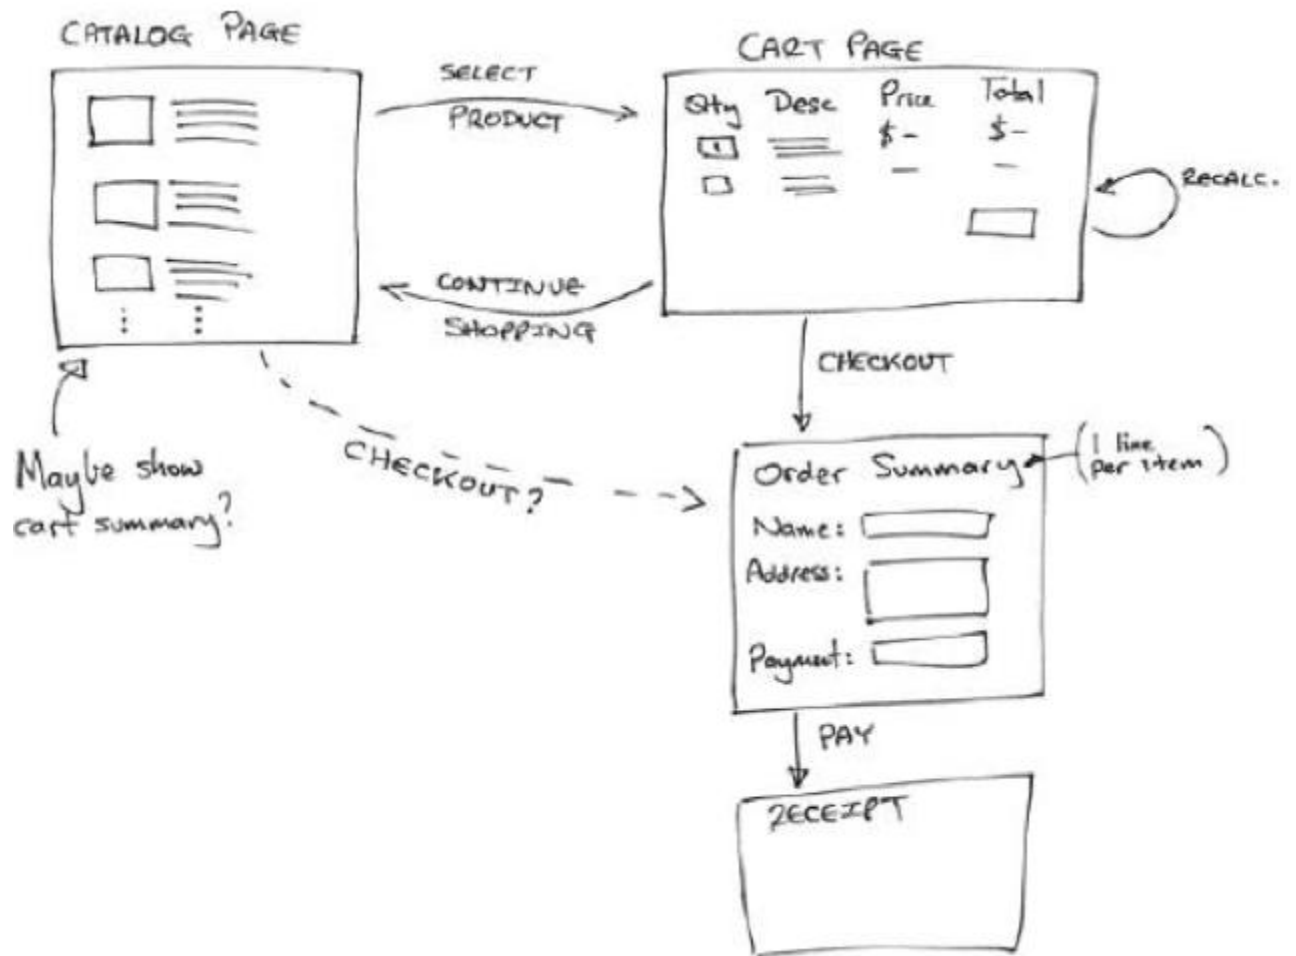 CATALOG PAGE
SELECT
PRODUCT
CART PAGE
Qty Desc Price Total
1 $- $-
- -
RECALC.
CONTINUE
SHOPPING
CHECKOUT
Maybe show
cart summary?
CHECKOUT?
Order Summary
(1 line
per item)
Name:
Address:
Payment:
PAY
RECEIPT